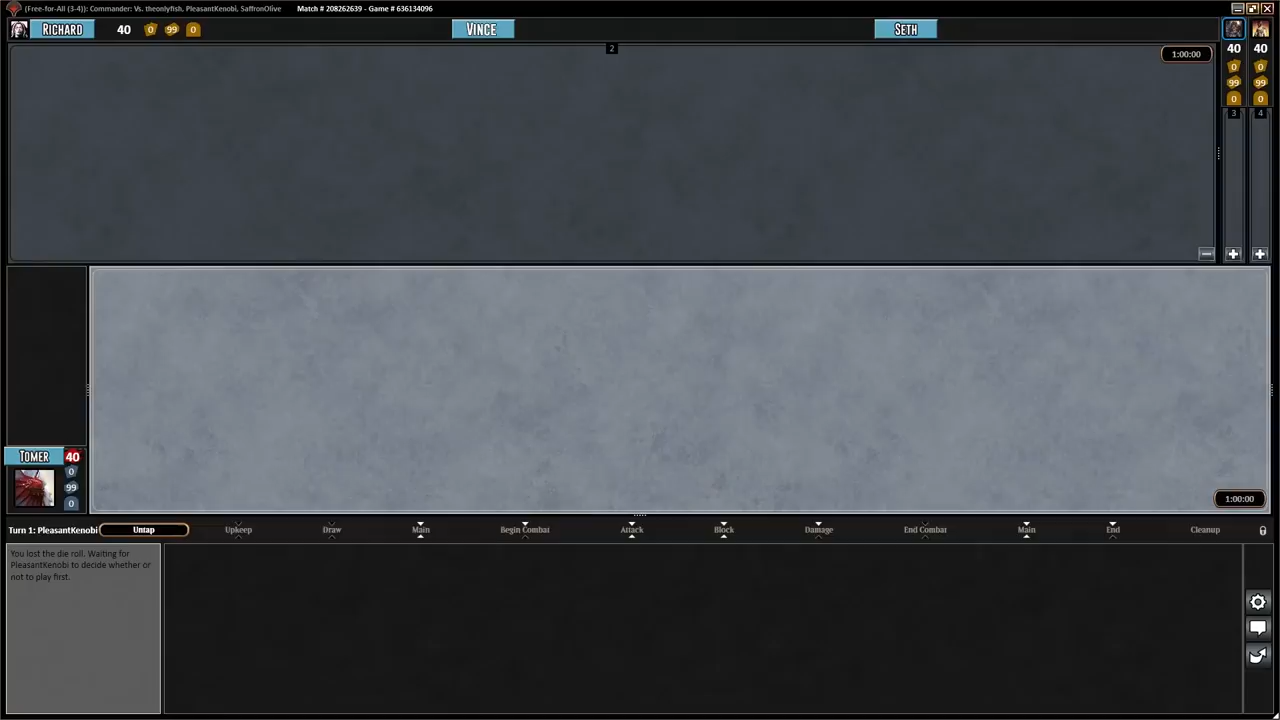 (Free-for-All (3-4)): Commander: Vs. theonlyfish, PleasantKenobi, SaffronOlive Match # 208262639 - Game # 636134096
RICHARD 40 0 99 0 VINCE SETH
2
1:00:00
40 40
0 0
99 99
0 0
3 4
TOMER 40
0
99
0
1:00:00
Turn 1: PleasantKenobi Untap Upkeep Draw Main Begin Combat Attack Block Damage End Combat Main End Cleanup
You lost the die roll. Waiting for
PleasantKenobi to decide whether or
not to play first.